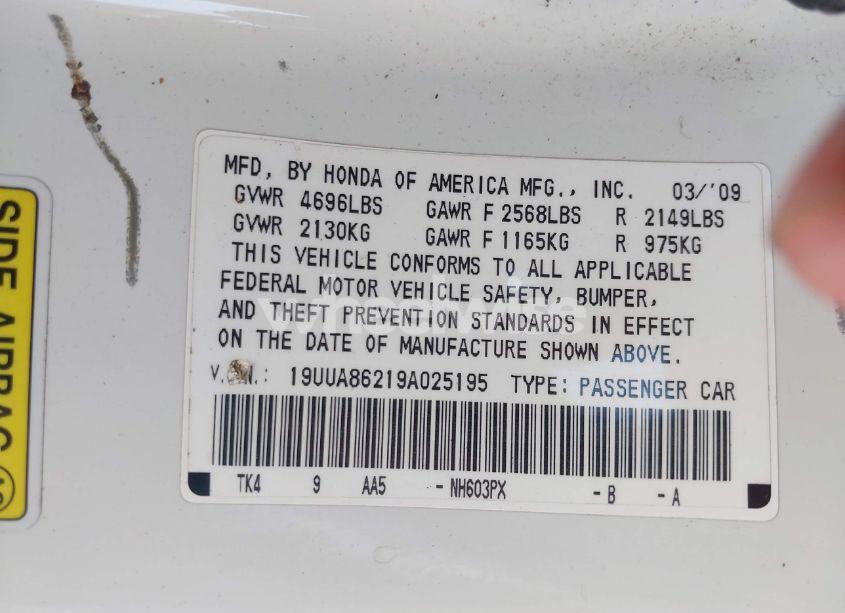 MFD, BY HONDA OF AMERICA MFG., INC. 03/'09
GVWR 4696LBS GAWR F 2568LBS R 2149LBS
GVWR 2130KG GAWR F 1165KG R 975KG
THIS VEHICLE CONFORMS TO ALL APPLICABLE
FEDERAL MOTOR VEHICLE SAFETY, BUMPER,
AND THEFT PREVENTION STANDARDS IN EFFECT
ON THE DATE OF MANUFACTURE SHOWN ABOVE.
19UUA86219A025195 TYPE: PASSENGER CAR
TK4 9 AA5 - NH603PX - B - A
SIDE AIRBAG